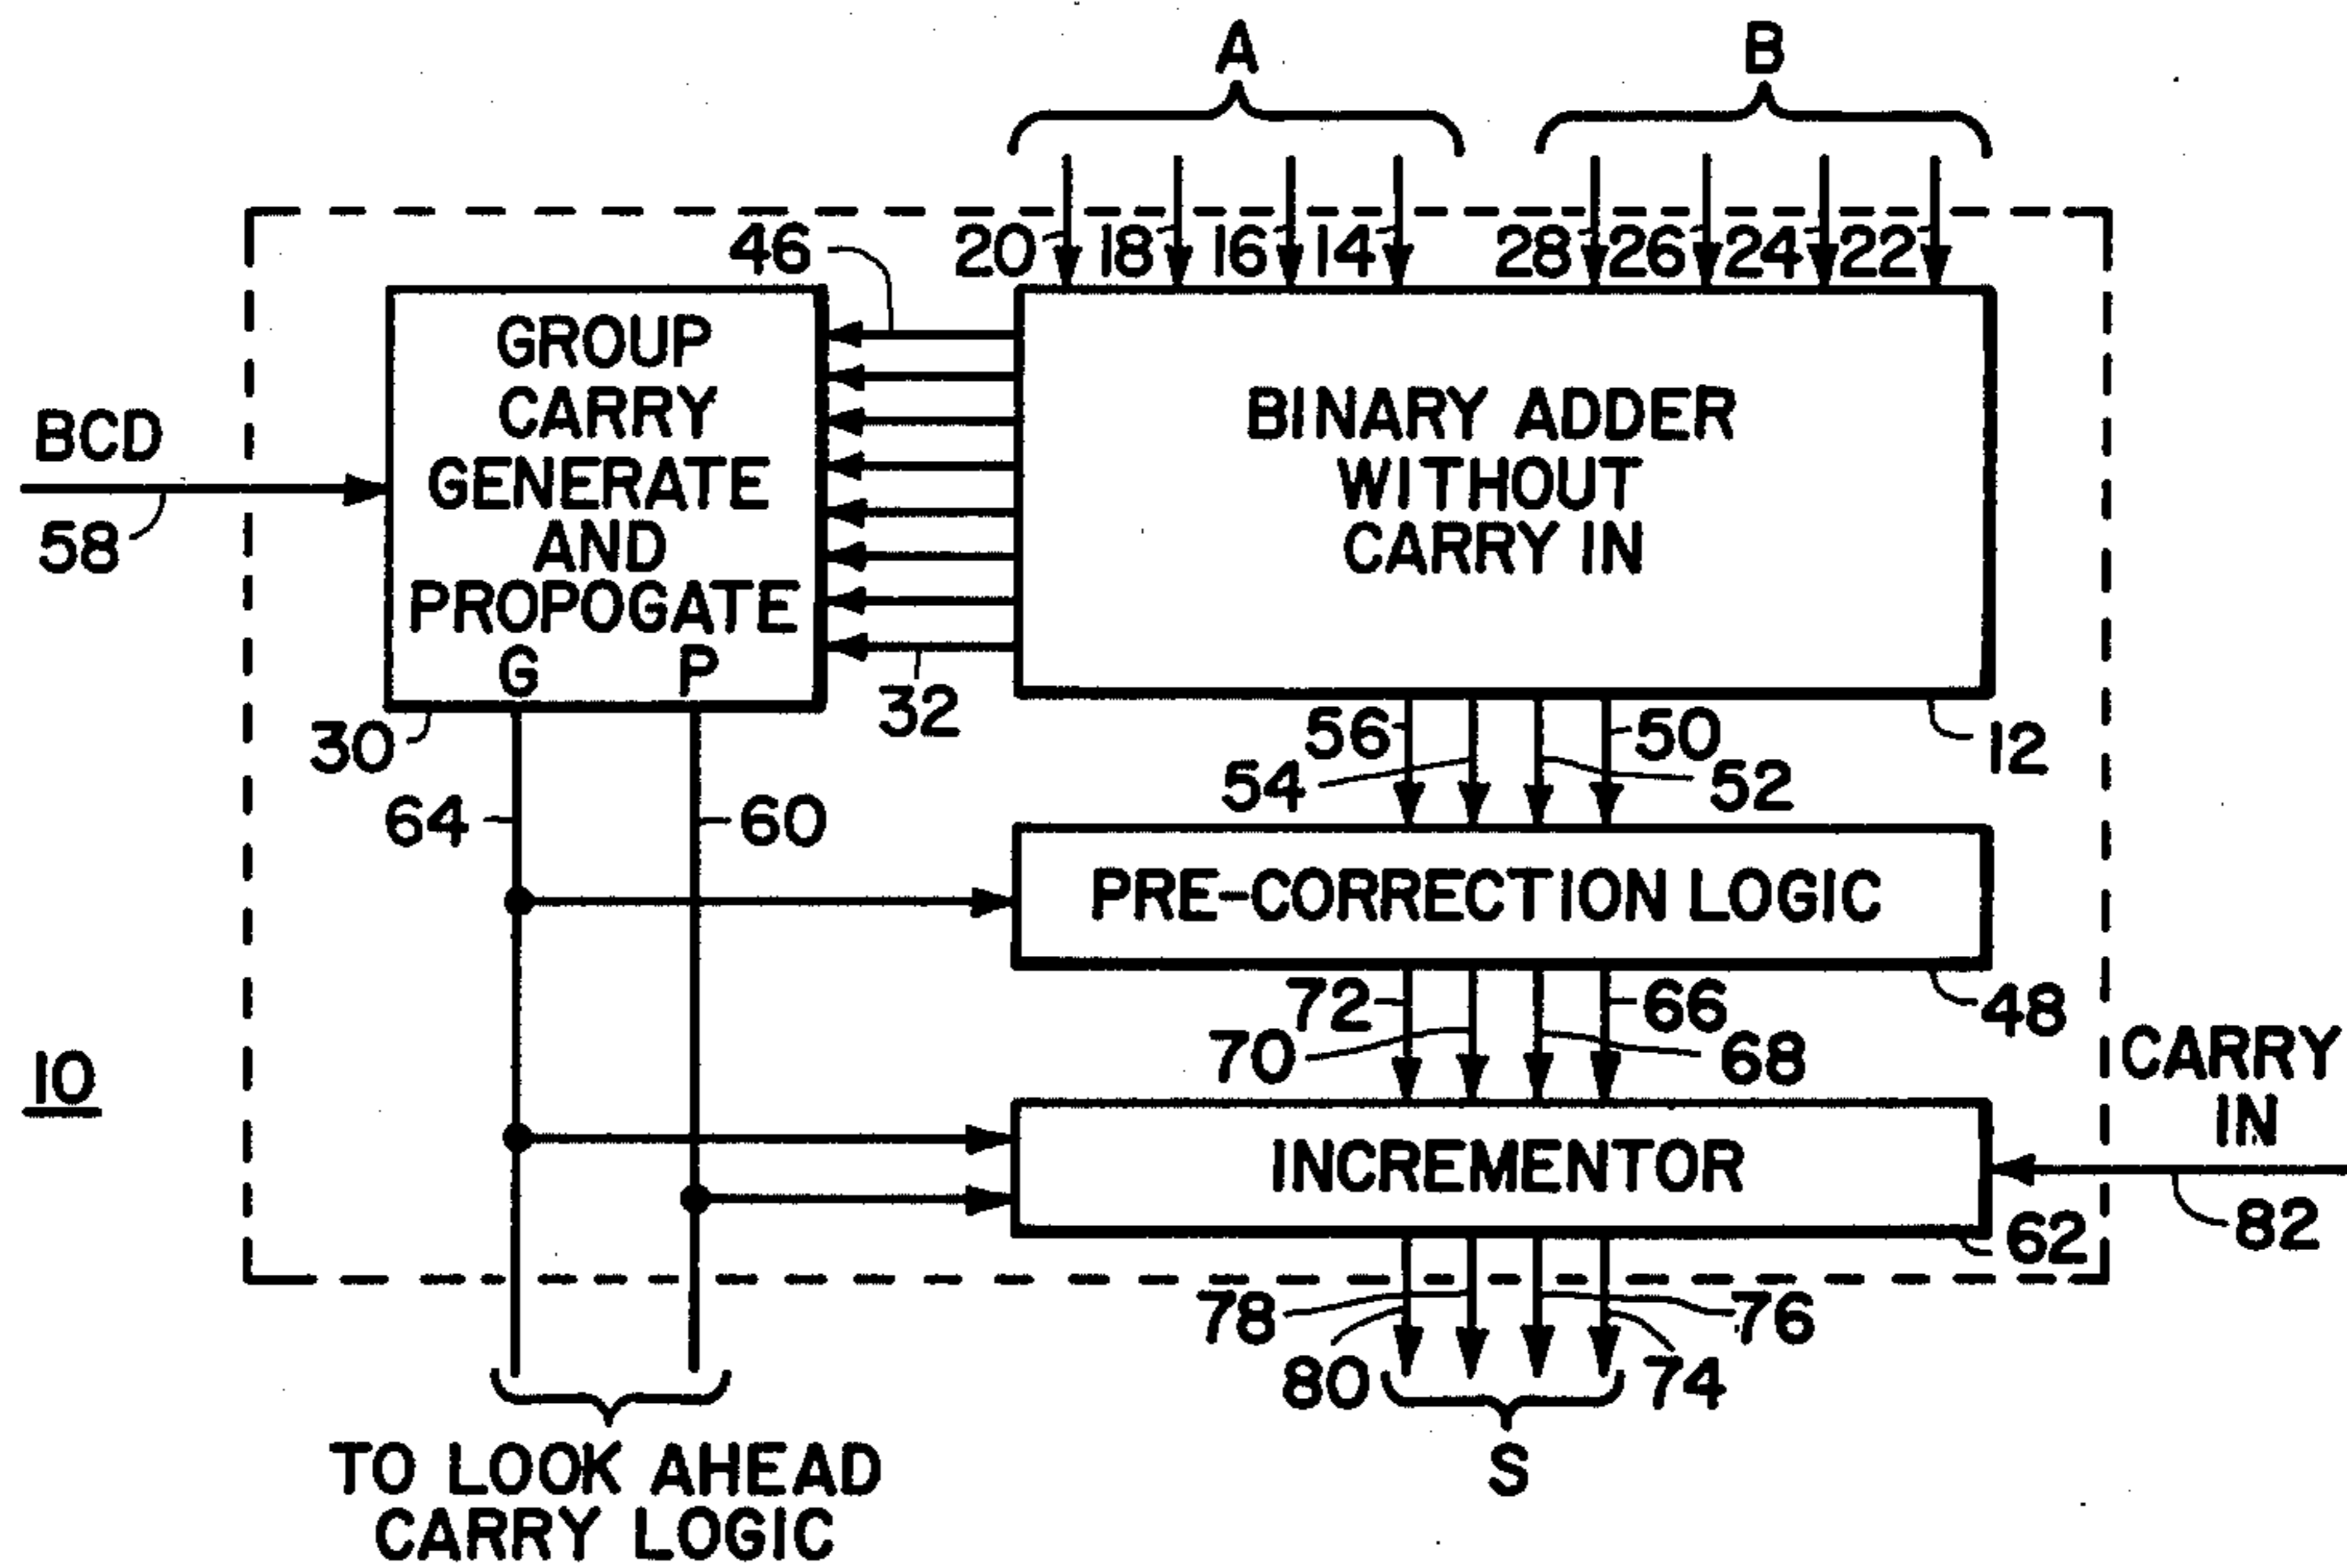 A
B
46
20
18
16
14
28
26
24
22
GROUP
CARRY
GENERATE
AND
PROPOGATE
G P
BINARY ADDER
WITHOUT
CARRY IN
BCD
58
32
30
56
50
12
54
52
64
60
PRE-CORRECTION LOGIC
72
66
48
70
68
10
CARRY
IN
INCREMENTOR
62
82
78
76
80
74
S
TO LOOK AHEAD
CARRY LOGIC